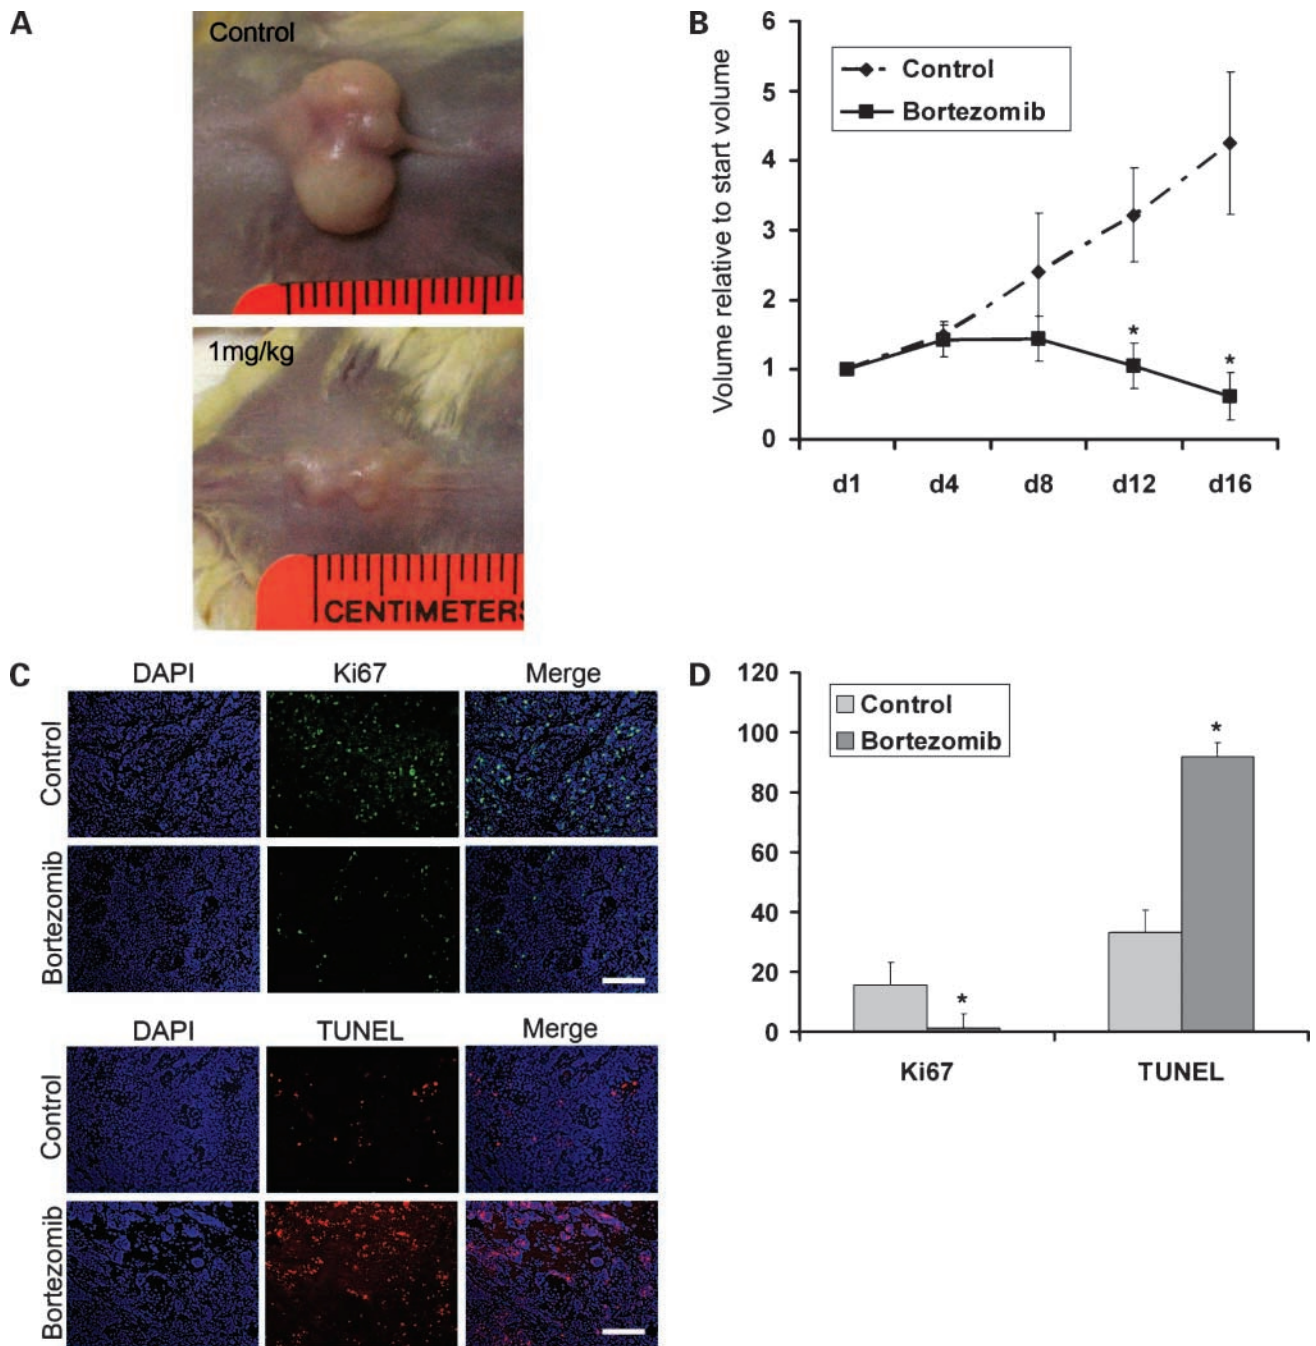 A
Control
1mg/kg
CENTIMETERS
B
Volume relative to start volume
6
5
4
3
2
1
0
Control
Bortezomib
*
*
d1 d4 d8 d12 d16
C
DAPI Ki67 Merge
Control
Bortezomib
DAPI TUNEL Merge
Control
Bortezomib
D
120
100
80
60
40
20
0
Control
Bortezomib
*
*
Ki67 TUNEL